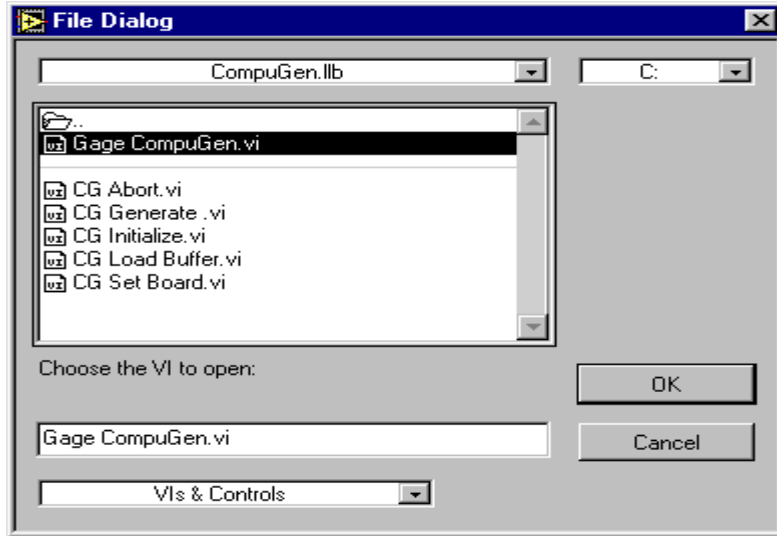 File Dialog
CompuGen.llb
C:
..
Gage CompuGen.vi
CG Abort.vi
CG Generate .vi
CG Initialize.vi
CG Load Buffer.vi
CG Set Board.vi
Choose the VI to open:
OK
Gage CompuGen.vi
Cancel
VIs & Controls